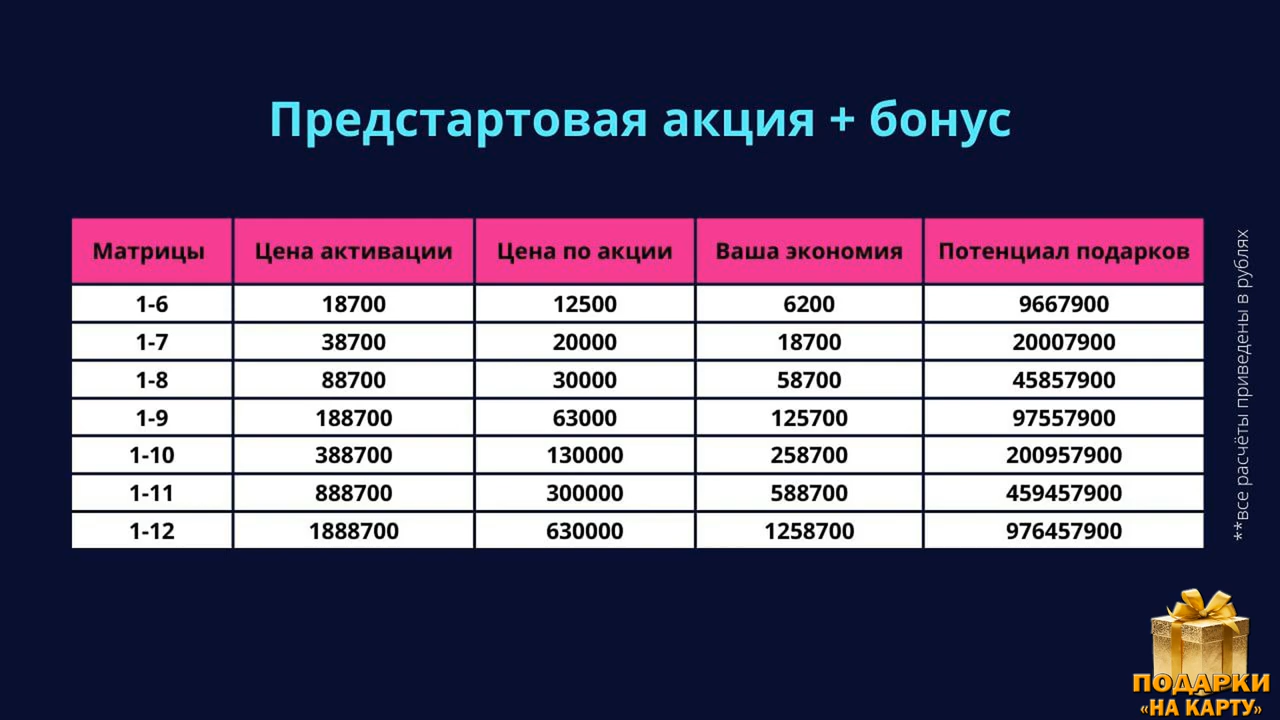 Предстартовая акция + бонус
Матрицы Цена активации Цена по акции Ваша экономия Потенциал подарков
1-6 18700 12500 6200 9667900
1-7 38700 20000 18700 20007900
1-8 88700 30000 58700 45857900
1-9 188700 63000 125700 97557900
1-10 388700 130000 258700 200957900
1-11 888700 300000 588700 459457900
1-12 1888700 630000 1258700 976457900
**все расчёты приведены в рублях
ПОДАРКИ
«НА КАРТУ»